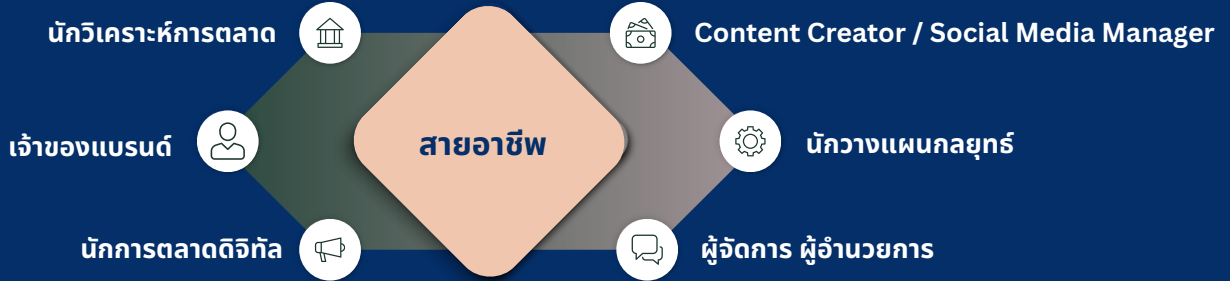 นักวิเคราะห์การตลาด
Content Creator / Social Media Manager
เจ้าของแบรนด์
สายอาชีพ
นักวางแผนกลยุทธ์
นักการตลาดดิจิทัล
ผู้จัดการ ผู้อำนวยการ